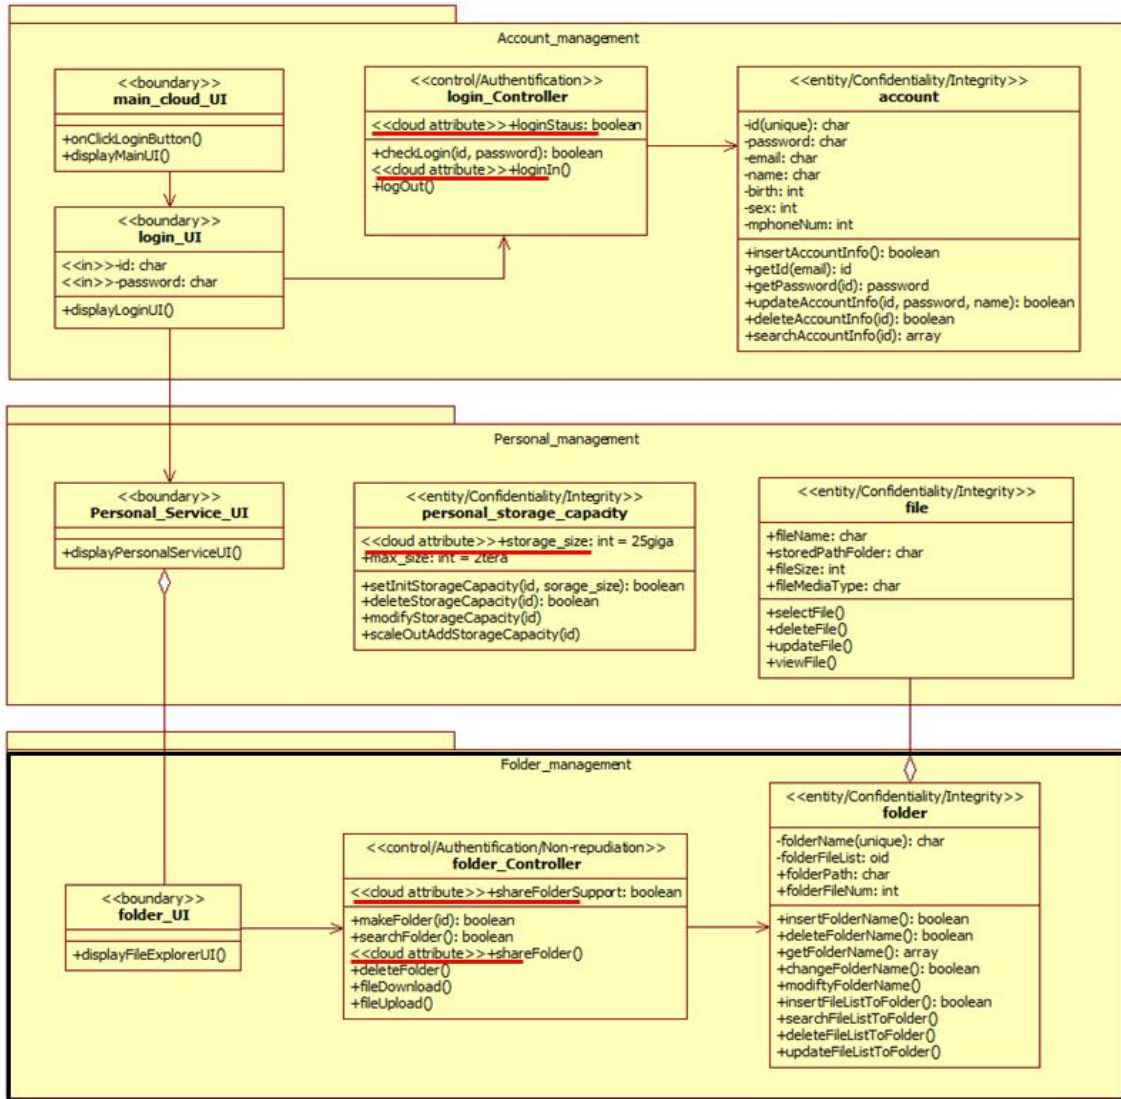 Account_management
<<boundary>>
main_cloud_UI
+onClickLoginButton()
+displayMainUI()
<<boundary>>
login_UI
<<in>>-id: char
<<in>>-password: char
+displayLoginUI()
<<control/Authentification>>
login_Controller
<<cloud attribute>>+loginStaus: boolean
+checkLogin(id, password): boolean
<<cloud attribute>>+loginIn()
+logOut()
<<entity/Confidentiality/Integrity>>
account
-id(unique): char
-password: char
-email: char
-name: char
-birth: int
-sex: int
-mphoneNum: int
+insertAccountInfo(): boolean
+getId(email): id
+getPassword(id): password
+updateAccountInfo(id, password, name): boolean
+deleteAccountInfo(id): boolean
+searchAccountInfo(id): array
Personal_management
<<boundary>>
Personal_Service_UI
+displayPersonalServiceUI()
<<entity/Confidentiality/Integrity>>
personal_storage_capacity
<<cloud attribute>>+storage_size: int = 25giga
+max_size: int = 2tera
+setInitStorageCapacity(id, sorage_size): boolean
+deleteStorageCapacity(id): boolean
+modifyStorageCapacity(id)
+scaleOutAddStorageCapacity(id)
<<entity/Confidentiality/Integrity>>
file
+fileName: char
+storedPathFolder: char
+fileSize: int
+fileMediaType: char
+selectFile()
+deleteFile()
+updateFile()
+viewFile()
Folder_management
<<boundary>>
folder_UI
+displayFileExplorerUI()
<<control/Authentification/Non-repudiation>>
folder_Controller
<<cloud attribute>>+shareFolderSupport: boolean
+makeFolder(id): boolean
+searchFolder(): boolean
<<cloud attribute>>+shareFolder()
+deleteFolder()
+fileDownload()
+fileUpload()
<<entity/Confidentiality/Integrity>>
folder
-folderName(unique): char
-folderFileList: oid
+folderPath: char
+folderFileNum: int
+insertFolderName(): boolean
+deleteFolderName(): boolean
+getFolderName(): array
+changeFolderName(): boolean
+modiftyFolderName()
+insertFileListToFolder(): boolean
+searchFileListToFolder()
+deleteFileListToFolder()
+updateFileListToFolder()